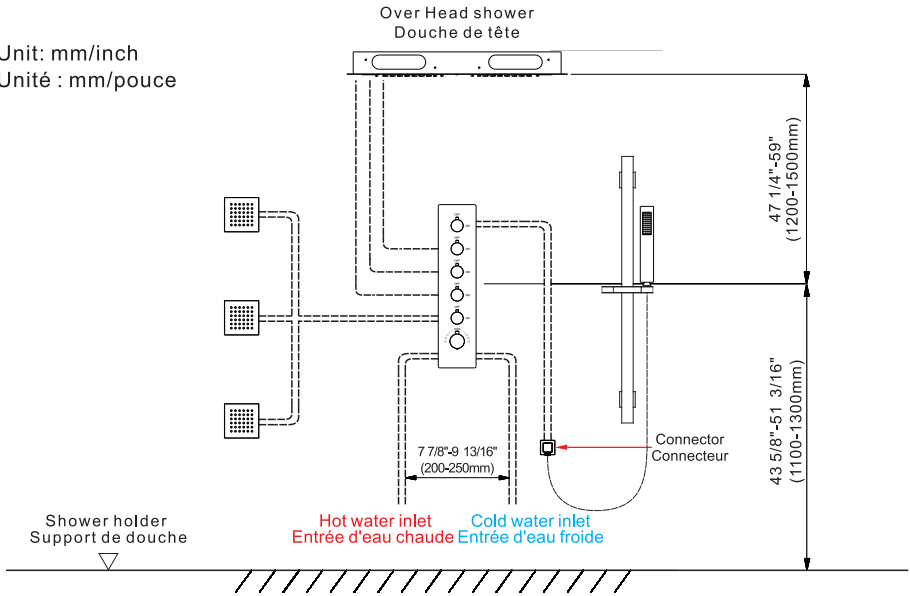 Over Head shower
Douche de tête
Unit: mm/inch
Unité : mm/pouce
47 1/4"-59"
(1200-1500mm)
43 5/8"-51 3/16"
(1100-1300mm)
7 7/8"-9 13/16"
(200-250mm)
Connector
Connecteur
Hot water inlet
Entrée d'eau chaude
Cold water inlet
Entrée d'eau froide
Shower holder
Support de douche